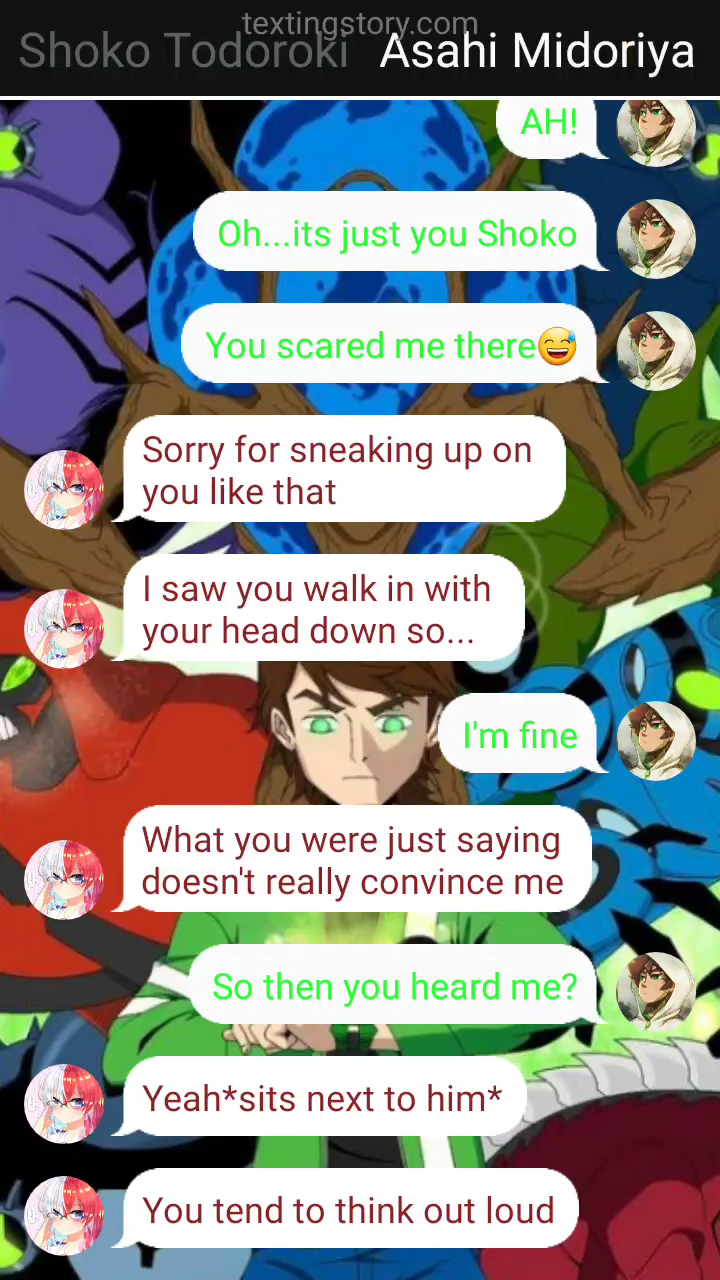 textingstory.com
Shoko Todoroki Asahi Midoriya
AH!
Oh...its just you Shoko
You scared me there😅
Sorry for sneaking up on
you like that
I saw you walk in with
your head down so...
I'm fine
What you were just saying
doesn't really convince me
So then you heard me?
Yeah*sits next to him*
You tend to think out loud